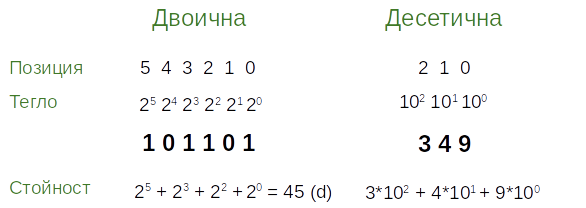 Двоична Десетична
Позиция 5 4 3 2 1 0 2 1 0
Тегло 2⁵ 2⁴ 2³ 2² 2¹ 2⁰ 10² 10¹ 10⁰
1 0 1 1 0 1 3 4 9
Стойност 2⁵ + 2³ + 2² + 2⁰ = 45 (d) 3*10² + 4*10¹ + 9*10⁰